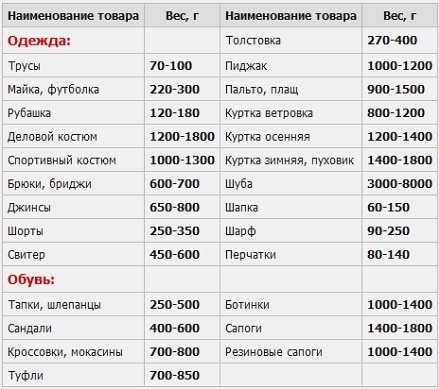 Наименование товара Вес, г Наименование товара Вес, г
Одежда: Толстовка 270-400
Трусы 70-100 Пиджак 1000-1200
Майка, футболка 220-300 Пальто, плащ 900-1500
Рубашка 120-180 Куртка ветровка 800-1200
Деловой костюм 1200-1800 Куртка осенняя 1200-1400
Спортивный костюм 1000-1300 Куртка зимняя, пуховик 1400-1800
Брюки, бриджи 600-700 Шуба 3000-8000
Джинсы 650-800 Шапка 60-150
Шорты 250-350 Шарф 90-250
Свитер 450-600 Перчатки 80-140
Обувь:
Тапки, шлепанцы 250-500 Ботинки 1000-1400
Сандали 400-600 Сапоги 1400-1800
Кроссовки, мокасины 700-800 Резиновые сапоги 1000-1400
Туфли 700-850